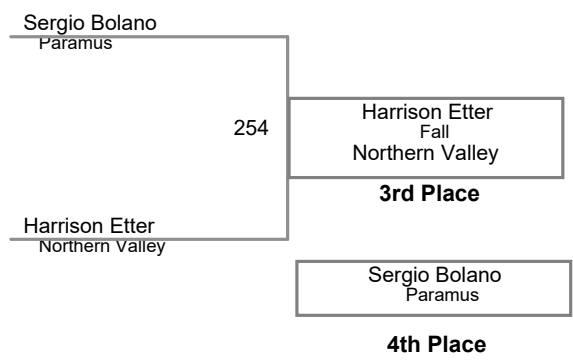 Sergio Bolano
Paramus
254
Harrison Etter
Fall
Northern Valley
3rd Place
Harrison Etter
Northern Valley
Sergio Bolano
Paramus
4th Place